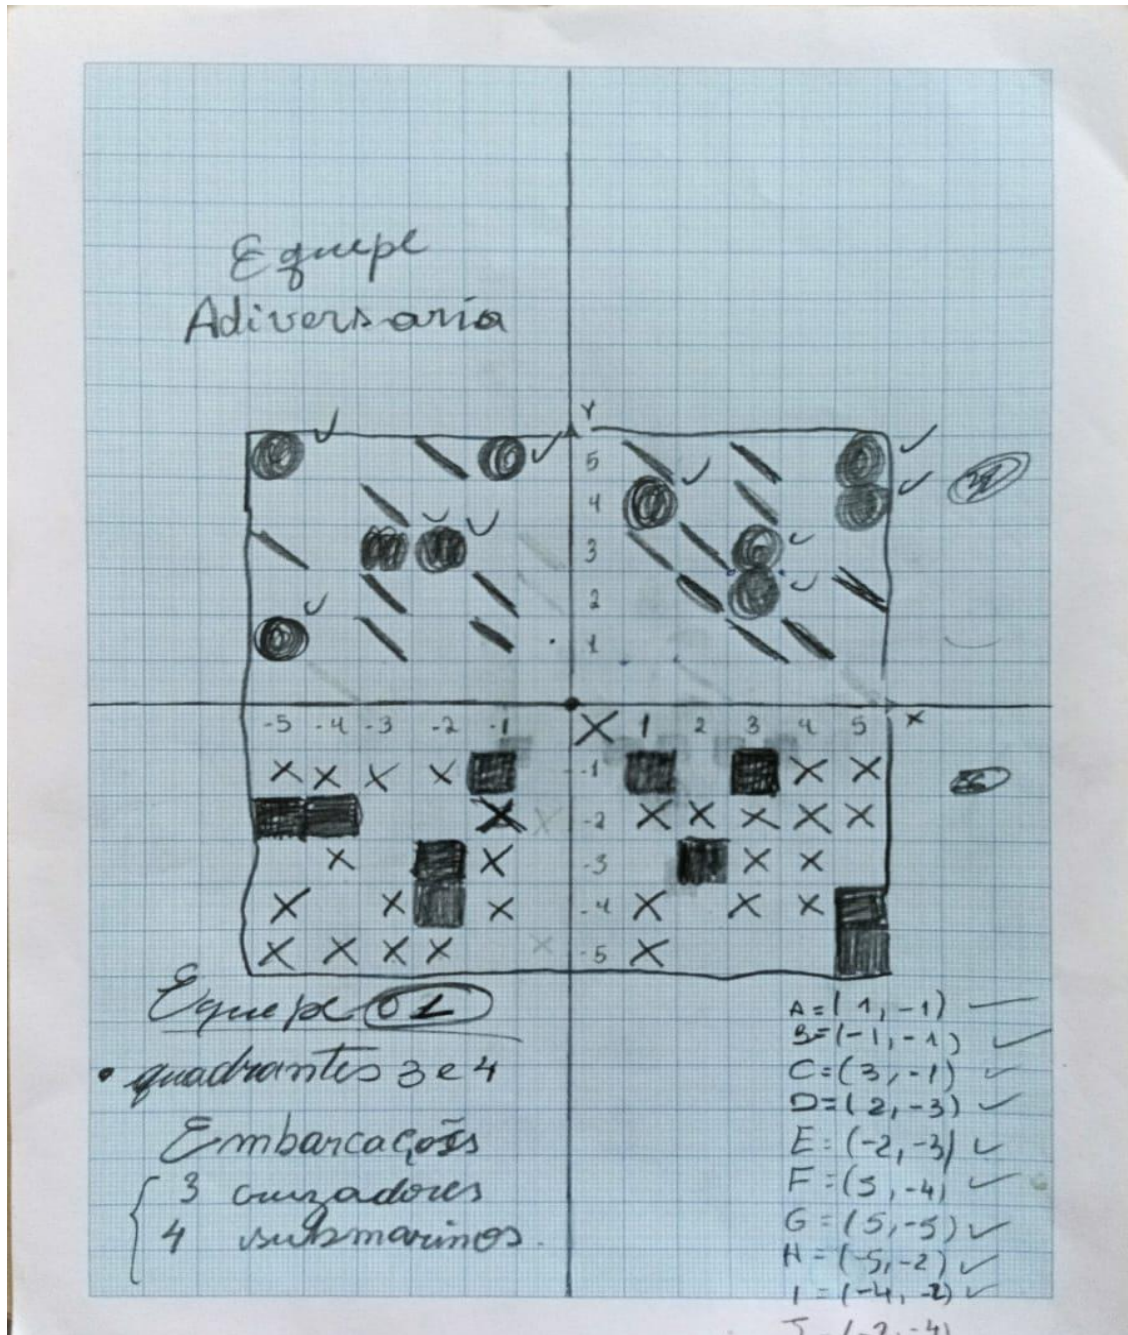 Equipe
Adiversaria
Y
5
4
3
2
1
-5 -4 -3 -2 -1 1 2 3 4 5 x
-1
-2
-3
-4
-5
Equipe 01
• quadrantes 3 e 4
Embarcações
3 cruzadores
4 submarinos.
A=(1,-1)
B=(-1,-1)
C=(3,-1)
D=(2,-3)
E=(-2,-3)
F=(5,-4)
G=(5,-5)
H=(-5,-2)
I=(-4,-2)
J=(-2,-4)